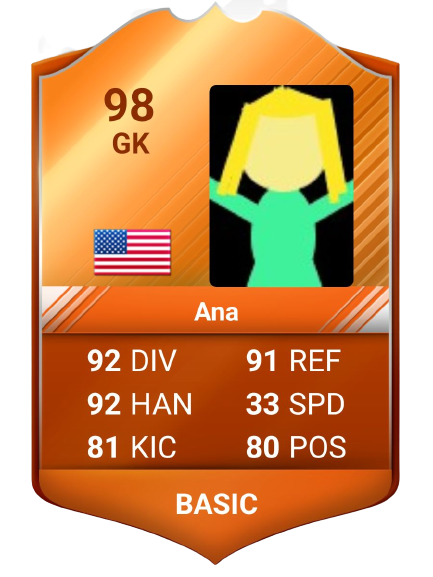 98
GK
Ana
92 DIV 91 REF
92 HAN 33 SPD
81 KIC 80 POS
BASIC